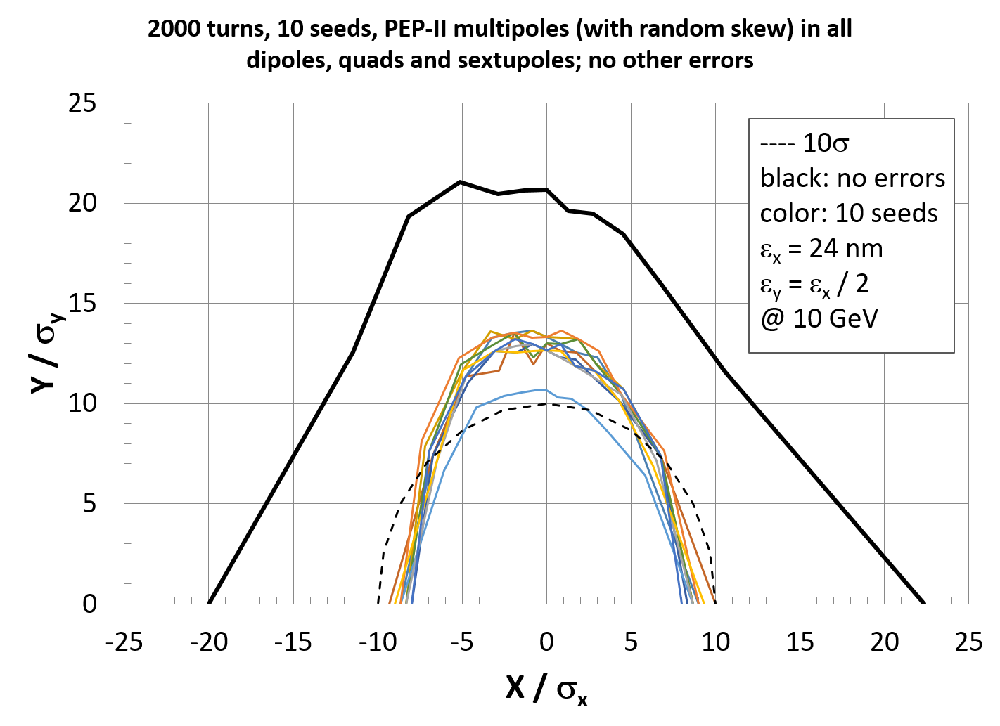 2000 turns, 10 seeds, PEP-II multipoles (with random skew) in all
dipoles, quads and sextupoles; no other errors
25
20
15
10
5
0
Y / σy
---- 10σ
black: no errors
color: 10 seeds
εx = 24 nm
εy = εx / 2
@ 10 GeV
-25 -20 -15 -10 -5 0 5 10 15 20 25
X / σx